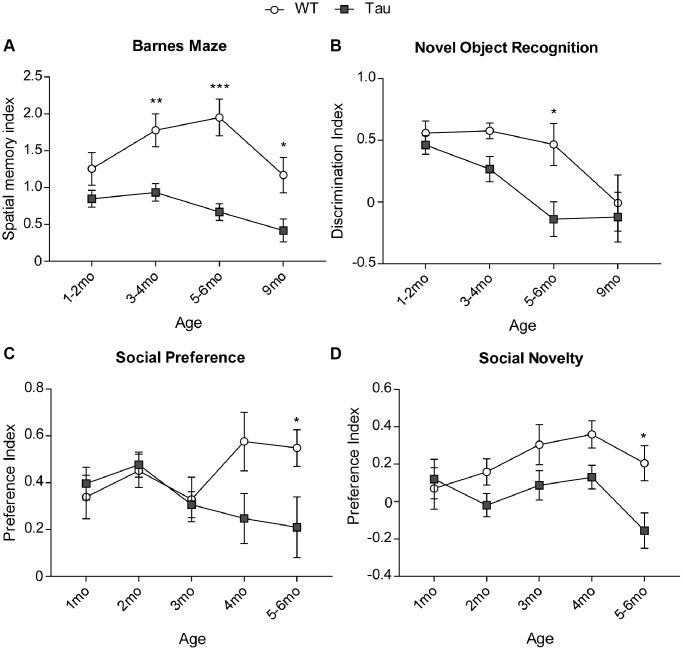 WT Tau
A Barnes Maze
Spatial memory index
2.5
2.0
1.5
1.0
0.5
0
** *** *
1-2mo 3-4mo 5-6mo 9mo
Age
B Novel Object Recognition
Discrimination Index
1.0
0.5
0
-0.5
*
1-2mo 3-4mo 5-6mo 9mo
Age
C Social Preference
Preference Index
0.8
0.6
0.4
0.2
0
*
1mo 2mo 3mo 4mo 5-6mo
Age
D Social Novelty
Preference Index
0.6
0.4
0.2
0
-0.2
-0.4
*
1mo 2mo 3mo 4mo 5-6mo
Age